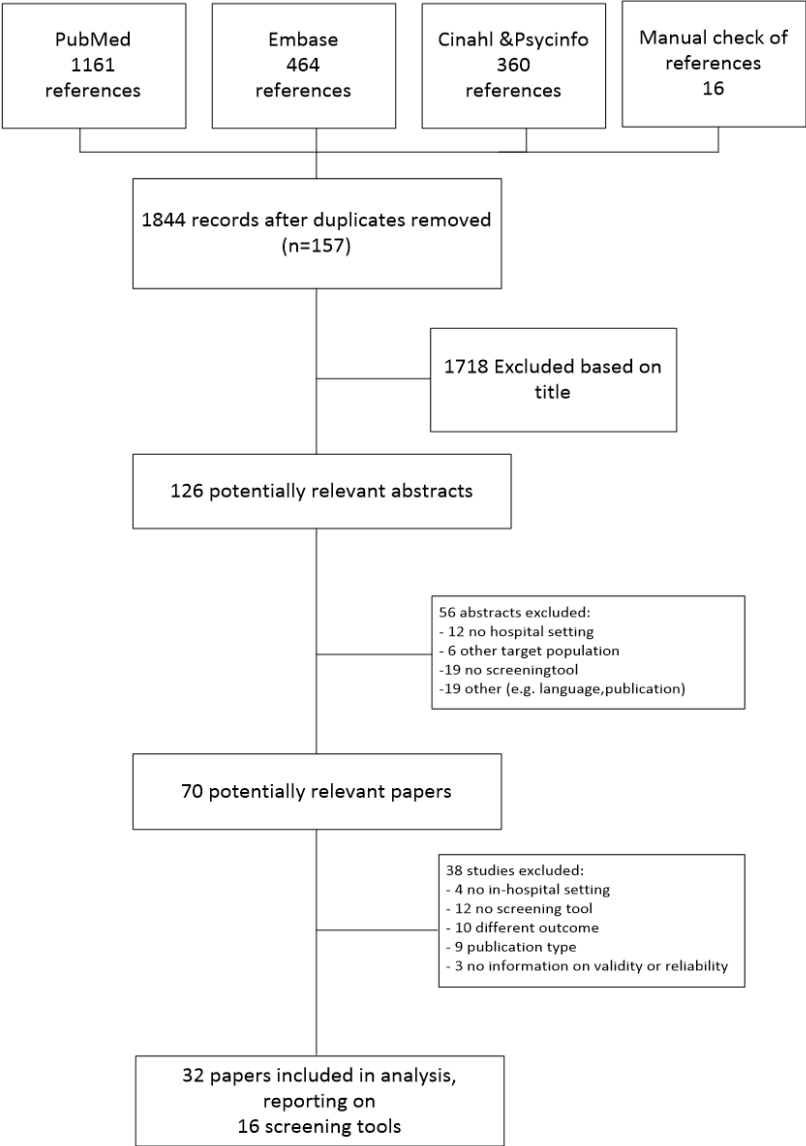 PubMed
1161
references
Embase
464
references
Cinahl &Psycinfo
360
references
Manual check of
references
16
1844 records after duplicates removed
(n=157)
1718 Excluded based on
title
126 potentially relevant abstracts
56 abstracts excluded:
- 12 no hospital setting
- 6 other target population
-19 no screeningtool
-19 other (e.g. language,publication)
70 potentially relevant papers
38 studies excluded:
- 4 no in-hospital setting
- 12 no screening tool
- 10 different outcome
- 9 publication type
- 3 no information on validity or reliability
32 papers included in analysis,
reporting on
16 screening tools